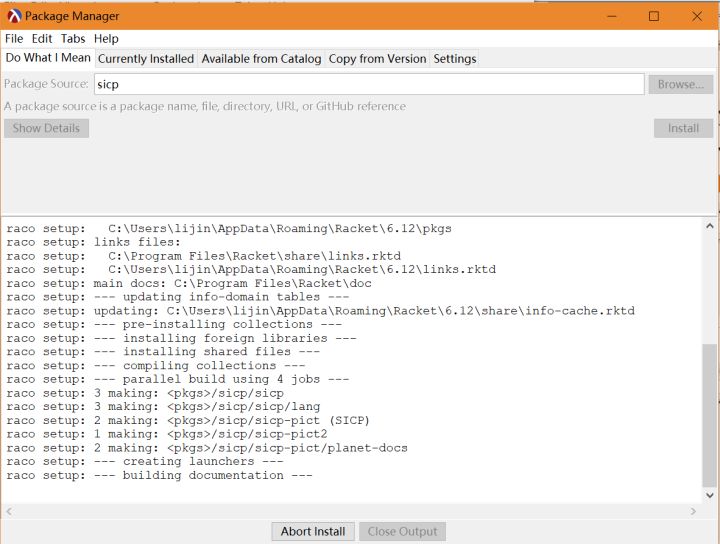 Package Manager
File Edit Tabs Help
Do What I Mean Currently Installed Available from Catalog Copy from Version Settings
Package Source: sicp Browse...
A package source is a package name, file, directory, URL, or GitHub reference
Show Details Install
raco setup:   C:\Users\lijin\AppData\Roaming\Racket\6.12\pkgs
raco setup: links files:
raco setup:   C:\Program Files\Racket\share\links.rktd
raco setup:   C:\Users\lijin\AppData\Roaming\Racket\6.12\links.rktd
raco setup: main docs: C:\Program Files\Racket\doc
raco setup: --- updating info-domain tables ---
raco setup: updating: C:\Users\lijin\AppData\Roaming\Racket\6.12\share\info-cache.rktd
raco setup: --- pre-installing collections ---
raco setup: --- installing foreign libraries ---
raco setup: --- installing shared files ---
raco setup: --- compiling collections ---
raco setup: --- parallel build using 4 jobs ---
raco setup: 3 making: <pkgs>/sicp/sicp
raco setup: 3 making: <pkgs>/sicp/sicp/lang
raco setup: 2 making: <pkgs>/sicp/sicp-pict (SICP)
raco setup: 1 making: <pkgs>/sicp-pict2
raco setup: 2 making: <pkgs>/sicp/sicp-pict/planet-docs
raco setup: --- creating launchers ---
raco setup: --- building documentation ---
Abort Install Close Output